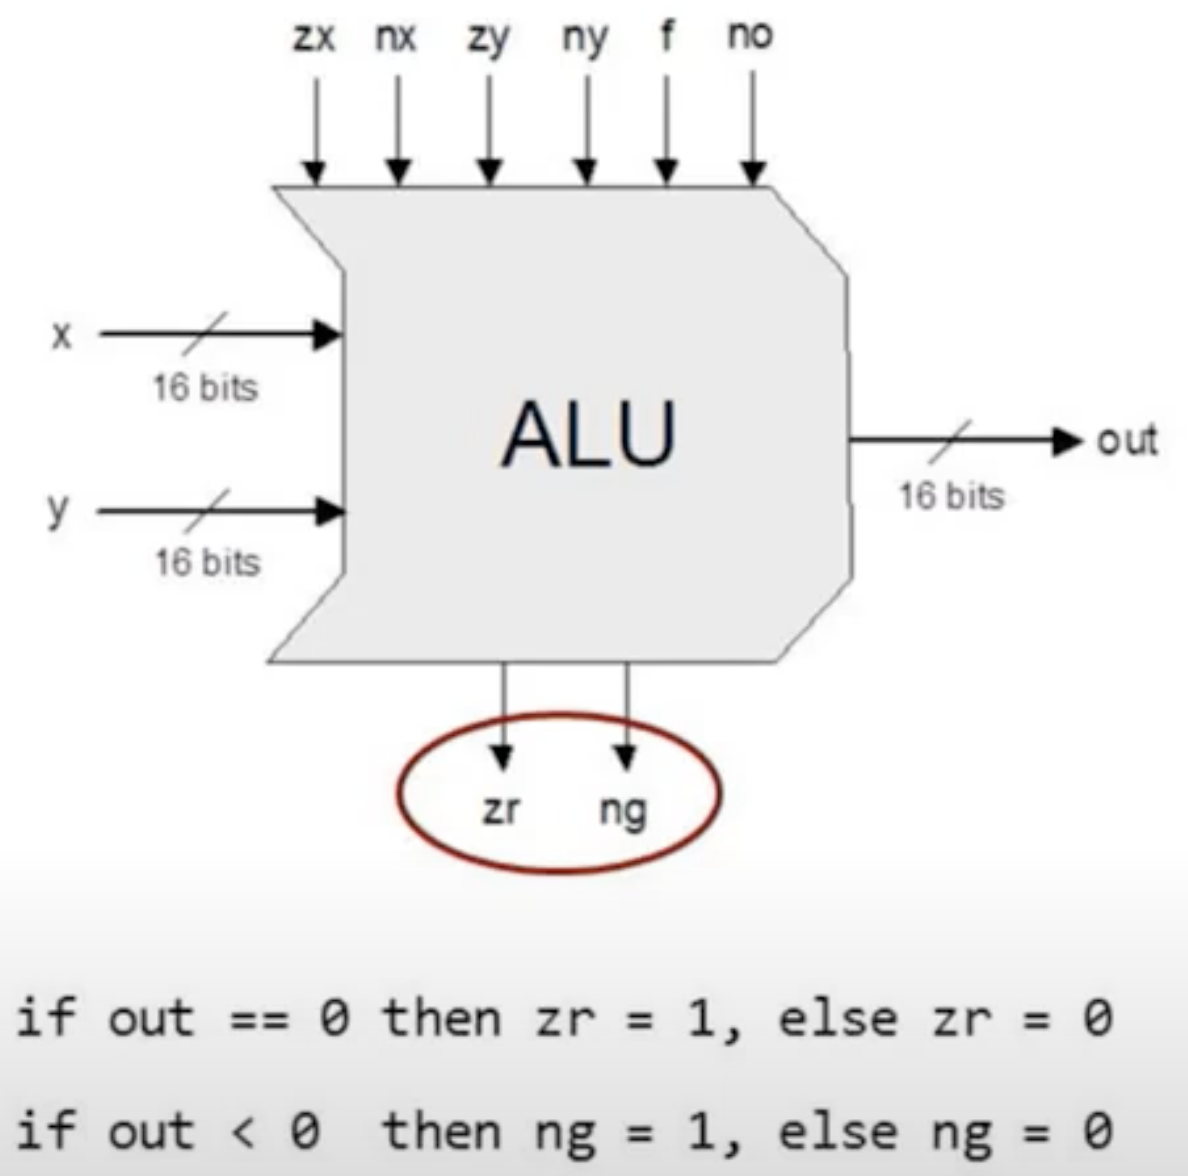 zx nx zy ny f no
x
16 bits
ALU
out
16 bits
y
16 bits
zr ng
if out == 0 then zr = 1, else zr = 0
if out < 0 then ng = 1, else ng = 0